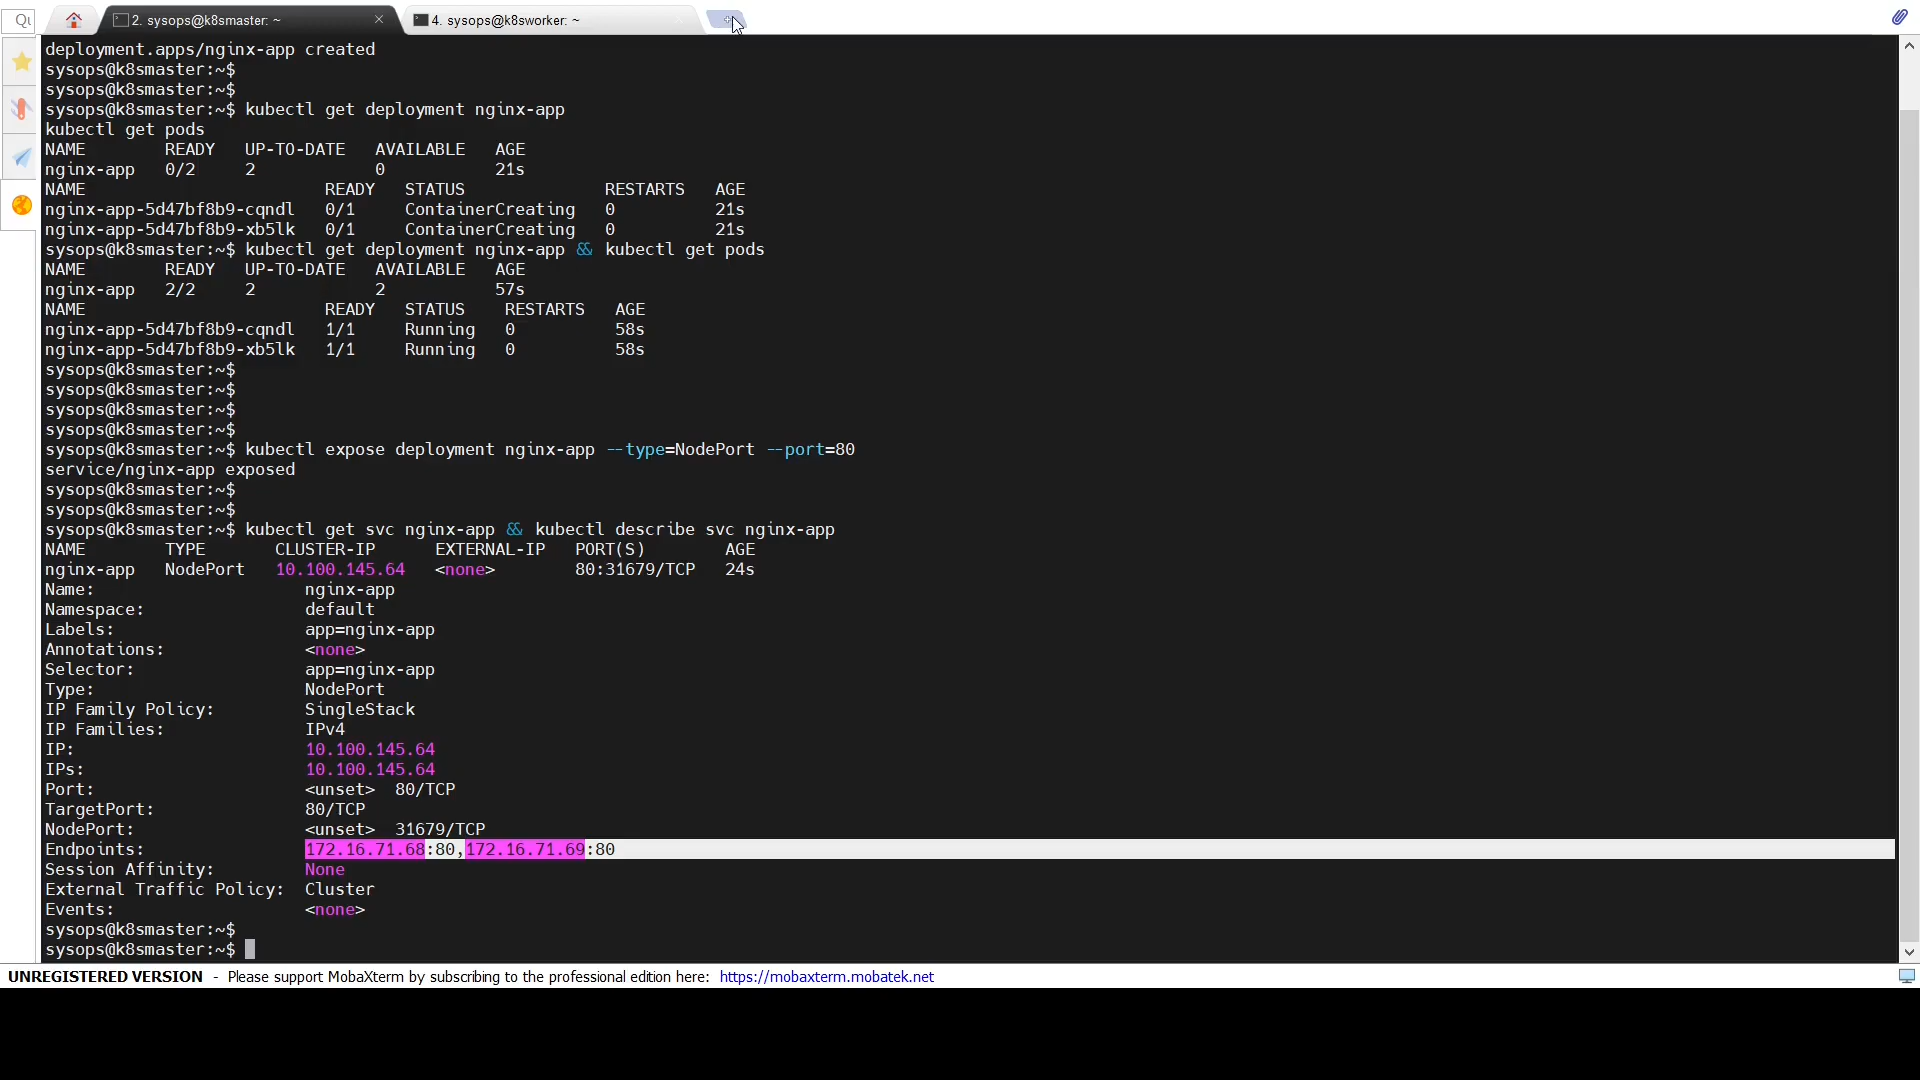 Qu
2. sysops@k8smaster: ~
4. sysops@k8sworker: ~
deployment.apps/nginx-app created
sysops@k8smaster:~$
sysops@k8smaster:~$
sysops@k8smaster:~$ kubectl get deployment nginx-app
kubectl get pods
NAME READY UP-TO-DATE AVAILABLE AGE
nginx-app 0/2 2 0 21s
NAME READY STATUS RESTARTS AGE
nginx-app-5d47bf8b9-cqndl 0/1 ContainerCreating 0 21s
nginx-app-5d47bf8b9-xb5lk 0/1 ContainerCreating 0 21s
sysops@k8smaster:~$ kubectl get deployment nginx-app && kubectl get pods
NAME READY UP-TO-DATE AVAILABLE AGE
nginx-app 2/2 2 2 57s
NAME READY STATUS RESTARTS AGE
nginx-app-5d47bf8b9-cqndl 1/1 Running 0 58s
nginx-app-5d47bf8b9-xb5lk 1/1 Running 0 58s
sysops@k8smaster:~$
sysops@k8smaster:~$
sysops@k8smaster:~$
sysops@k8smaster:~$
sysops@k8smaster:~$ kubectl expose deployment nginx-app --type=NodePort --port=80
service/nginx-app exposed
sysops@k8smaster:~$
sysops@k8smaster:~$
sysops@k8smaster:~$ kubectl get svc nginx-app && kubectl describe svc nginx-app
NAME TYPE CLUSTER-IP EXTERNAL-IP PORT(S) AGE
nginx-app NodePort 10.100.145.64 <none> 80:31679/TCP 24s
Name: nginx-app
Namespace: default
Labels: app=nginx-app
Annotations: <none>
Selector: app=nginx-app
Type: NodePort
IP Family Policy: SingleStack
IP Families: IPv4
IP: 10.100.145.64
IPs: 10.100.145.64
Port: <unset> 80/TCP
TargetPort: 80/TCP
NodePort: <unset> 31679/TCP
Endpoints: 172.16.71.68:80,172.16.71.69:80
Session Affinity: None
External Traffic Policy: Cluster
Events: <none>
sysops@k8smaster:~$
sysops@k8smaster:~$
UNREGISTERED VERSION - Please support MobaXterm by subscribing to the professional edition here: https://mobaxterm.mobatek.net